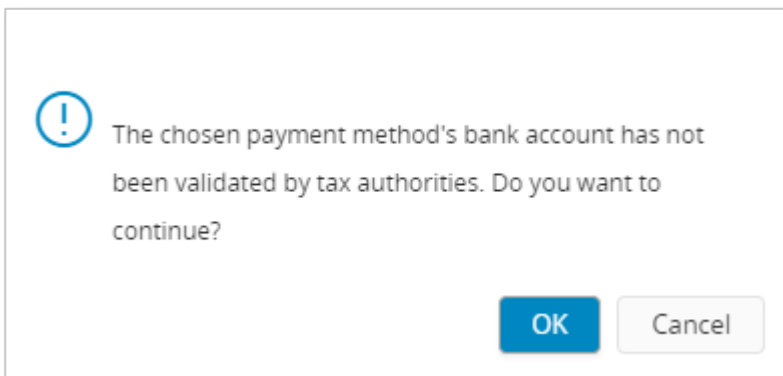 The chosen payment method's bank account has not
been validated by tax authorities. Do you want to
continue?
OK Cancel